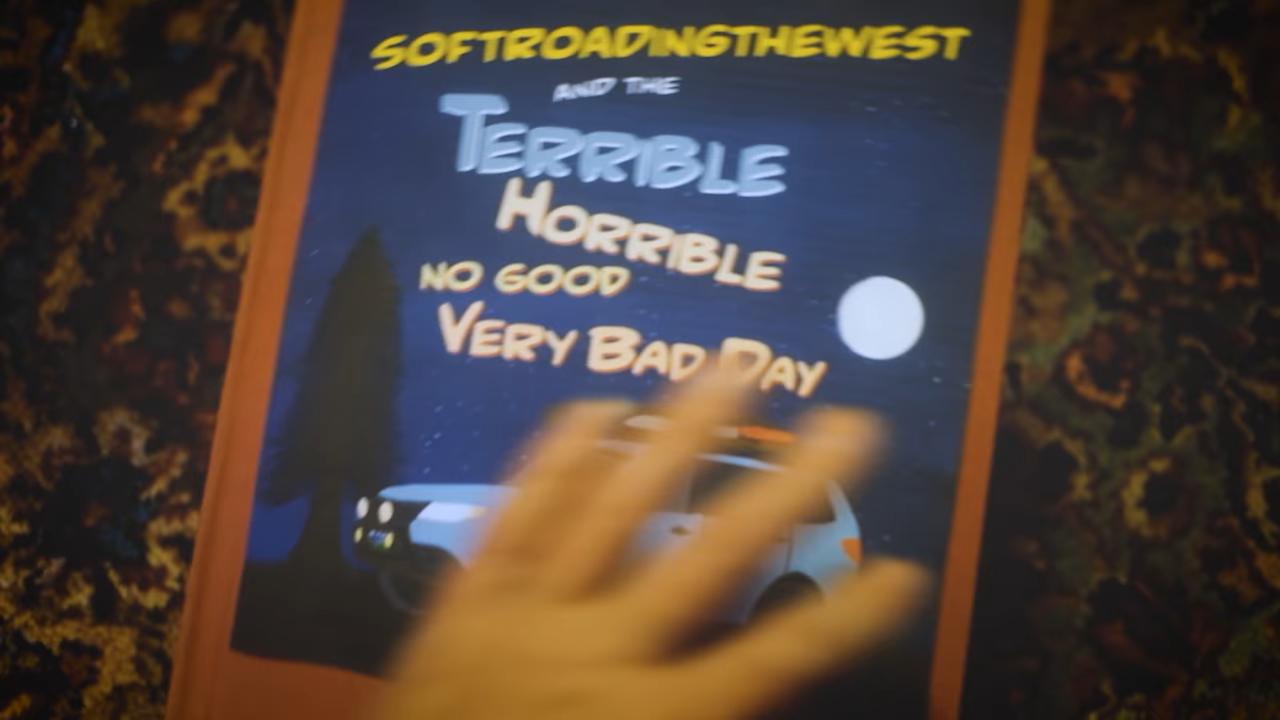 SOFTROADINGTHEWEST
AND THE
TERRIBLE
HORRIBLE
NO GOOD
VERY BAD DAY